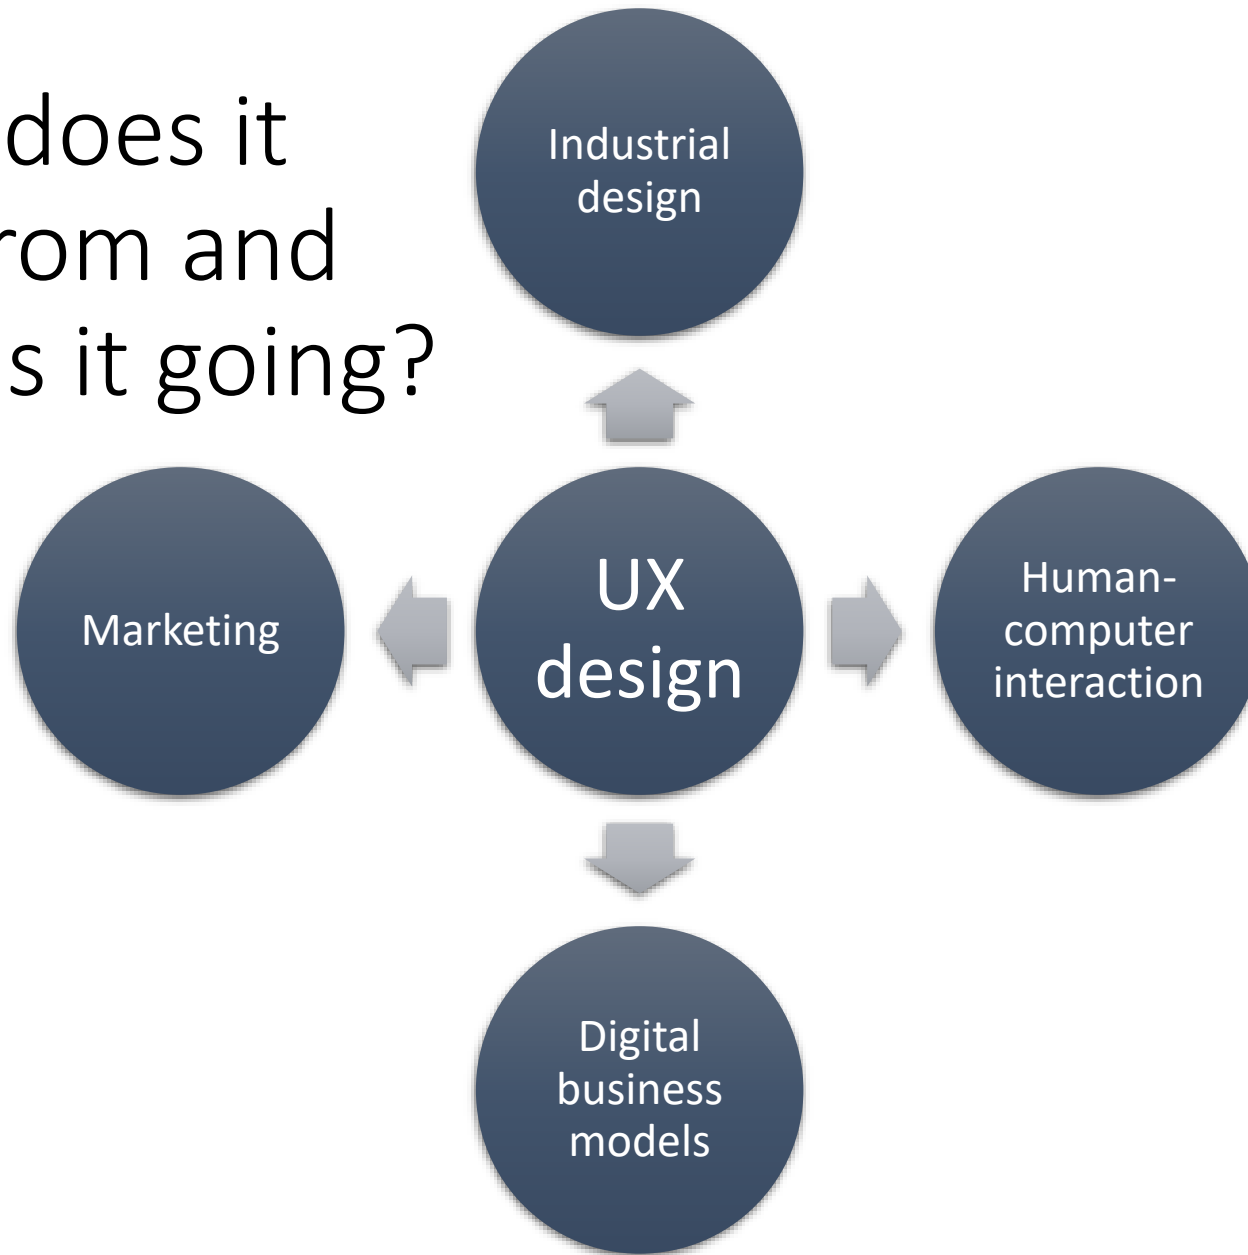 does it
rom and
s it going?
Industrial
design
Marketing
UX
design
Human-
computer
interaction
Digital
business
models